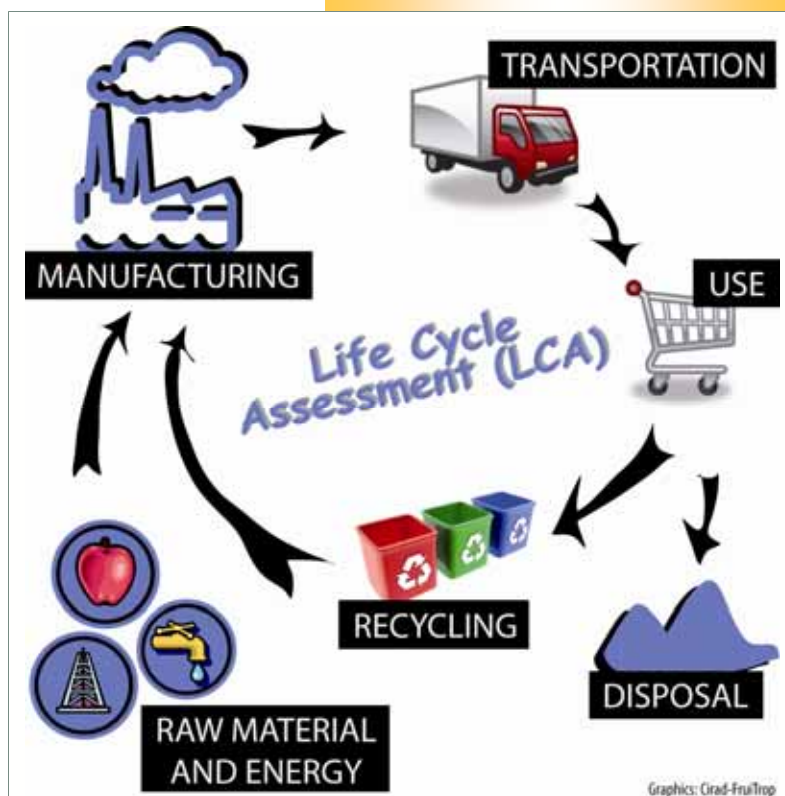 TRANSPORTATION
MANUFACTURING
USE
Life Cycle
Assessment (LCA)
RECYCLING
DISPOSAL
RAW MATERIAL
AND ENERGY
Graphics: Cirad-FruiTrop